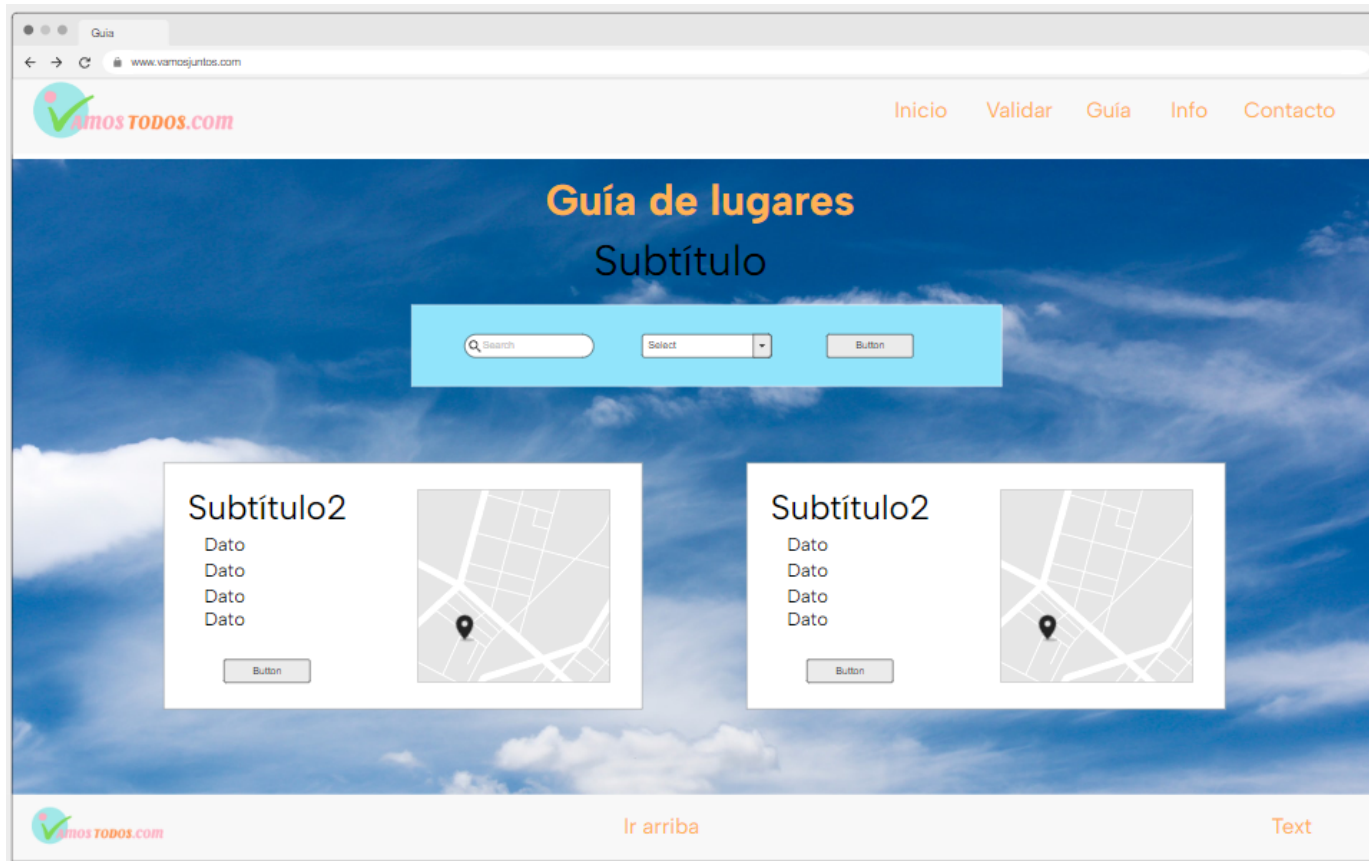 Guia
www.vamosjuntos.com
VAMOS TODOS.COM
Inicio Validar Guía Info Contacto
Guía de lugares
Subtítulo
Search Select Button
Subtítulo2
Dato
Dato
Dato
Dato
Button
Subtítulo2
Dato
Dato
Dato
Dato
Button
VAMOS TODOS.COM
Ir arriba
Text